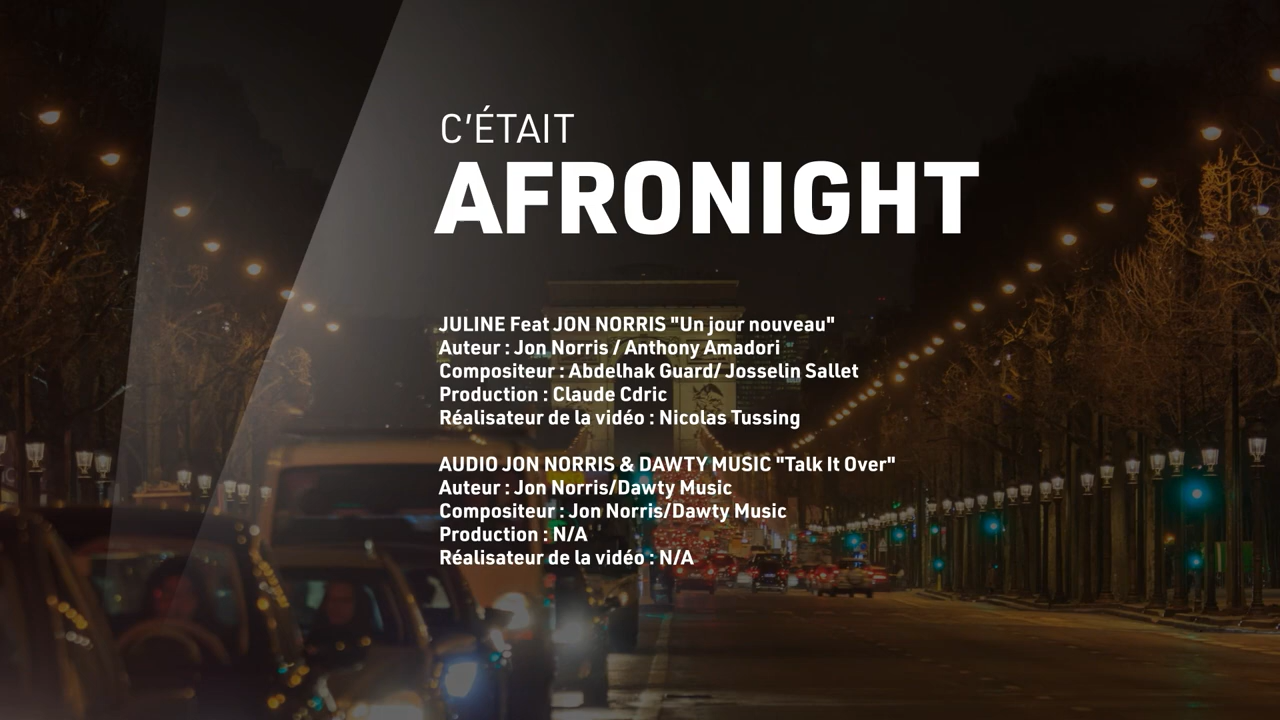 C'ÉTAIT
AFRONIGHT
JULINE Feat JON NORRIS "Un jour nouveau"
Auteur : Jon Norris / Anthony Amadori
Compositeur : Abdelhak Guard/ Josselin Sallet
Production : Claude Cdric
Réalisateur de la vidéo : Nicolas Tussing
AUDIO JON NORRIS & DAWTY MUSIC "Talk It Over"
Auteur : Jon Norris/Dawty Music
Compositeur : Jon Norris/Dawty Music
Production : N/A
Réalisateur de la vidéo : N/A